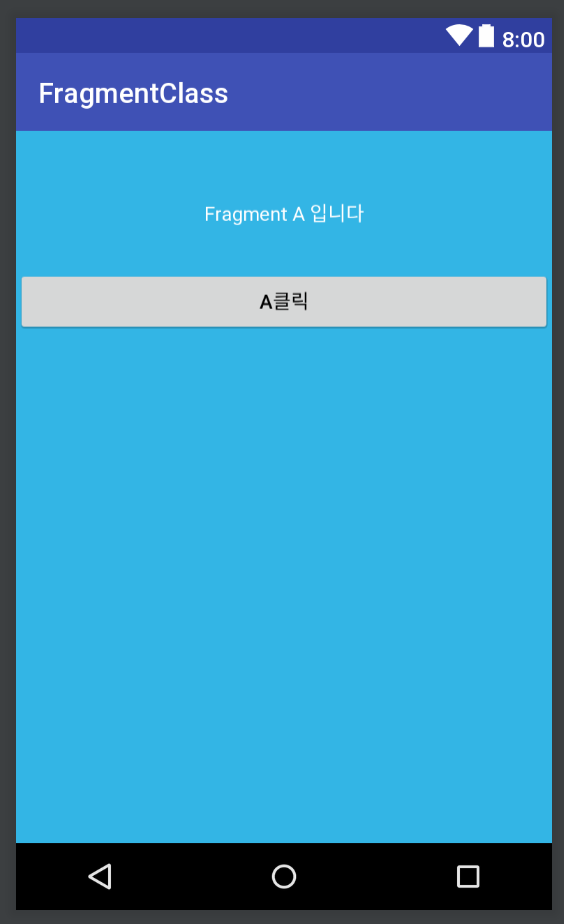 8:00
FragmentClass
Fragment A 입니다
A클릭